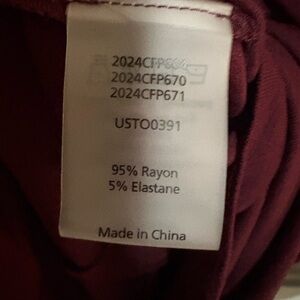 2024CFP670
2024CFP671
USTO0391
95% Rayon
5% Elastane
Made in China